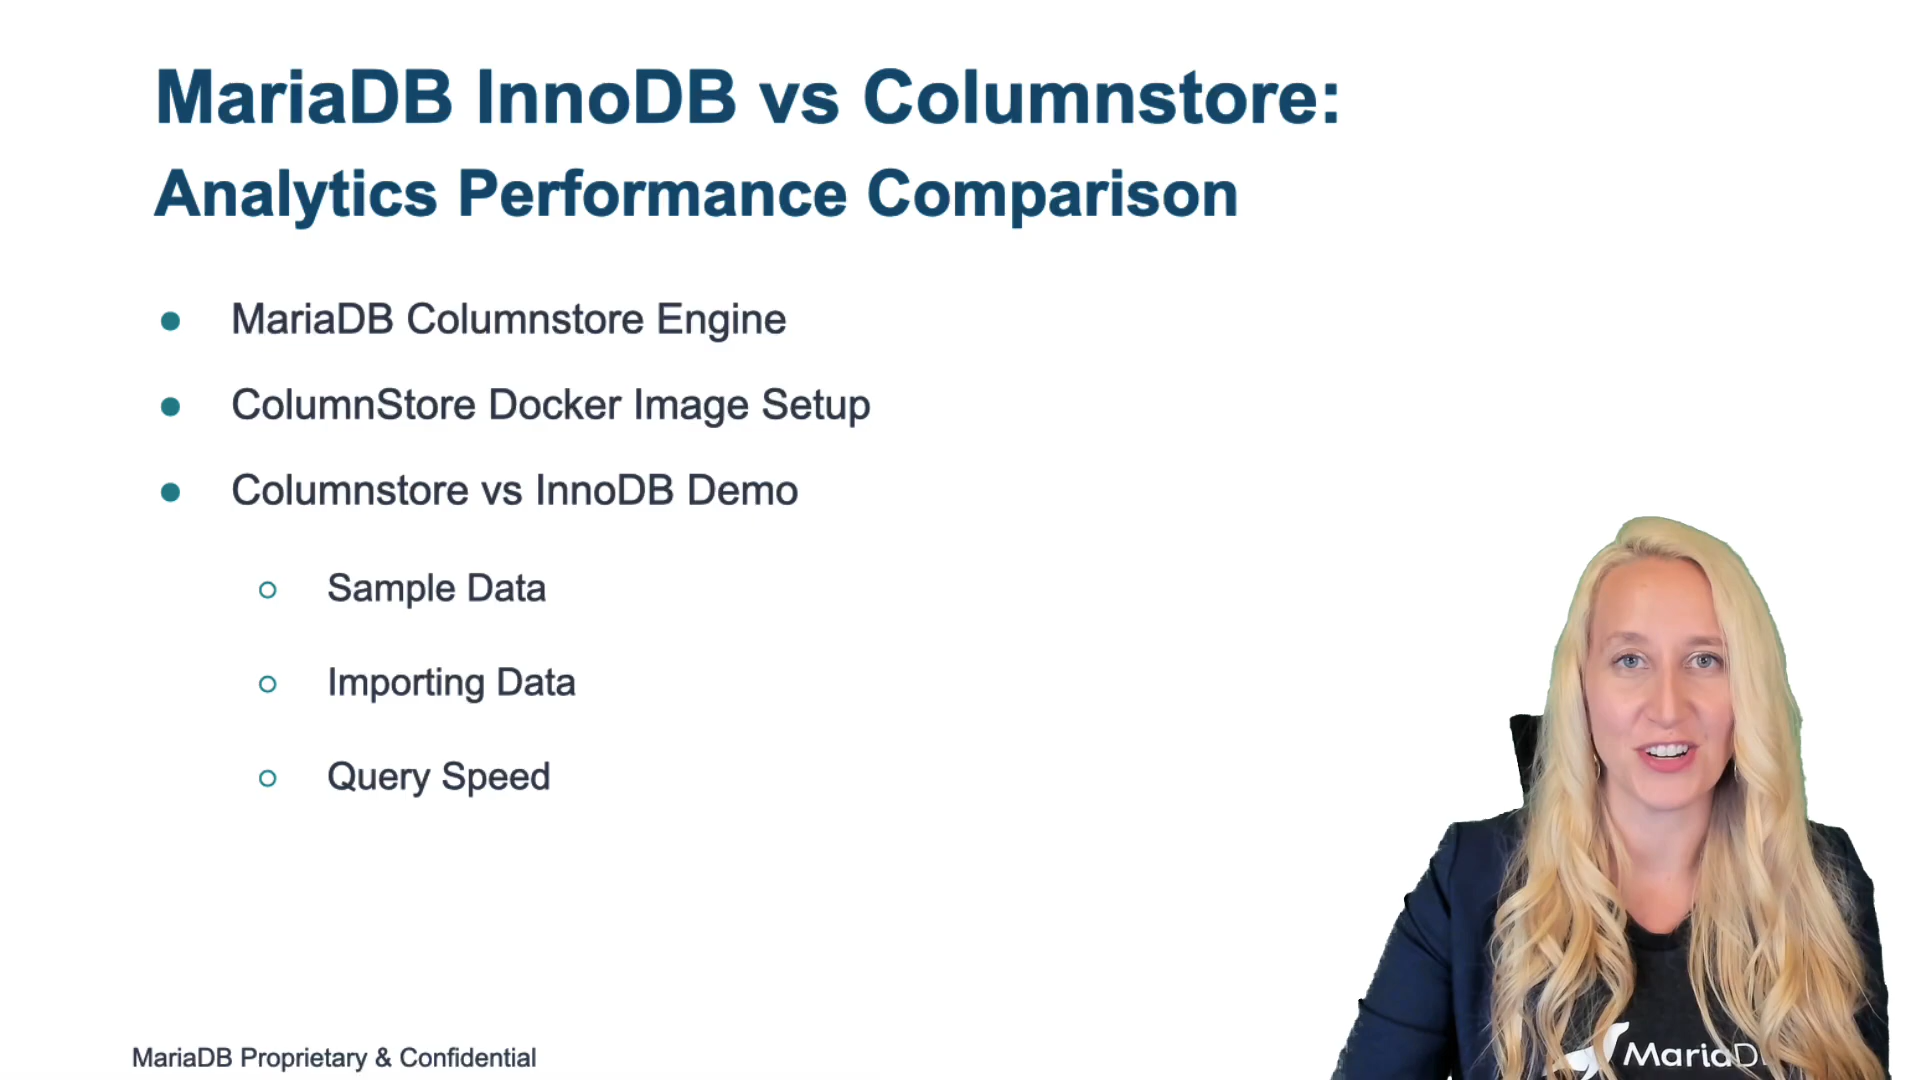 MariaDB InnoDB vs Columnstore:
Analytics Performance Comparison
MariaDB Columnstore Engine
ColumnStore Docker Image Setup
Columnstore vs InnoDB Demo
Sample Data
Importing Data
Query Speed
MariaDB Proprietary & Confidential
MariaD